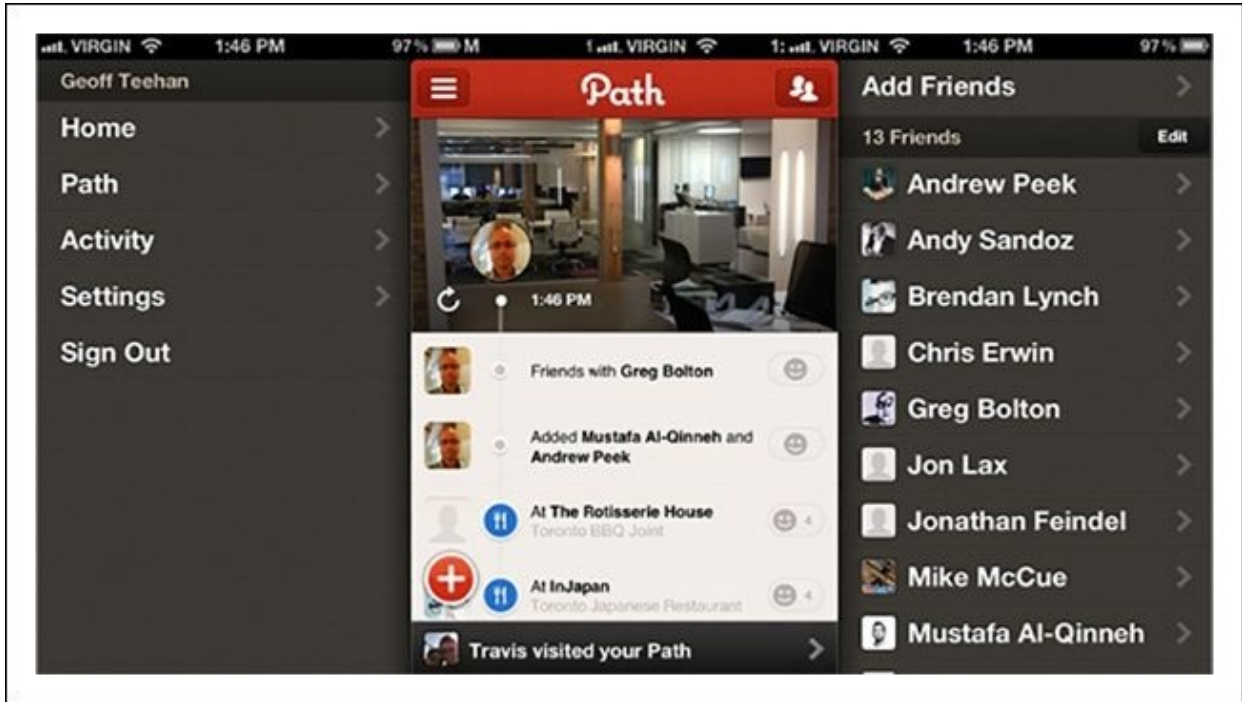 VIRGIN 1:46 PM 97%
Geoff Teehan
Home
Path
Activity
Settings
Sign Out
M 1 VIRGIN 1:
Path
1:46 PM
Friends with Greg Bolton
Added Mustafa Al-Qinneh and
Andrew Peek
At The Rotisserie House
4
Toronto BBQ Joint
At InJapan
4
Toronto Japanese Restaurant
Travis visited your Path
VIRGIN 1:46 PM 97%
Add Friends
13 Friends Edit
Andrew Peek
Andy Sandoz
Brendan Lynch
Chris Erwin
Greg Bolton
Jon Lax
Jonathan Feindel
Mike McCue
Mustafa Al-Qinneh